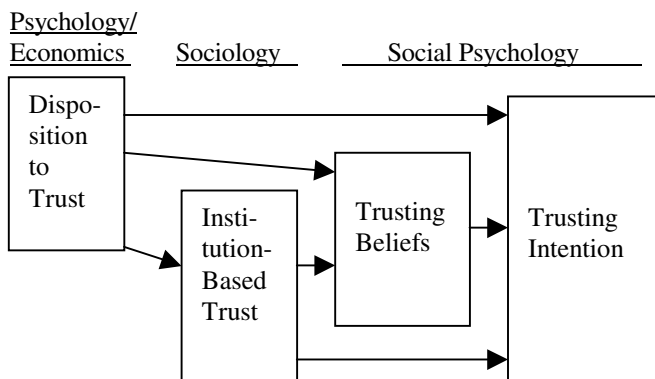 Psychology/
Economics
Sociology
Social Psychology
Dispo-
sition
to
Trust
Insti-
tution-
Based
Trust
Trusting
Beliefs
Trusting
Intention